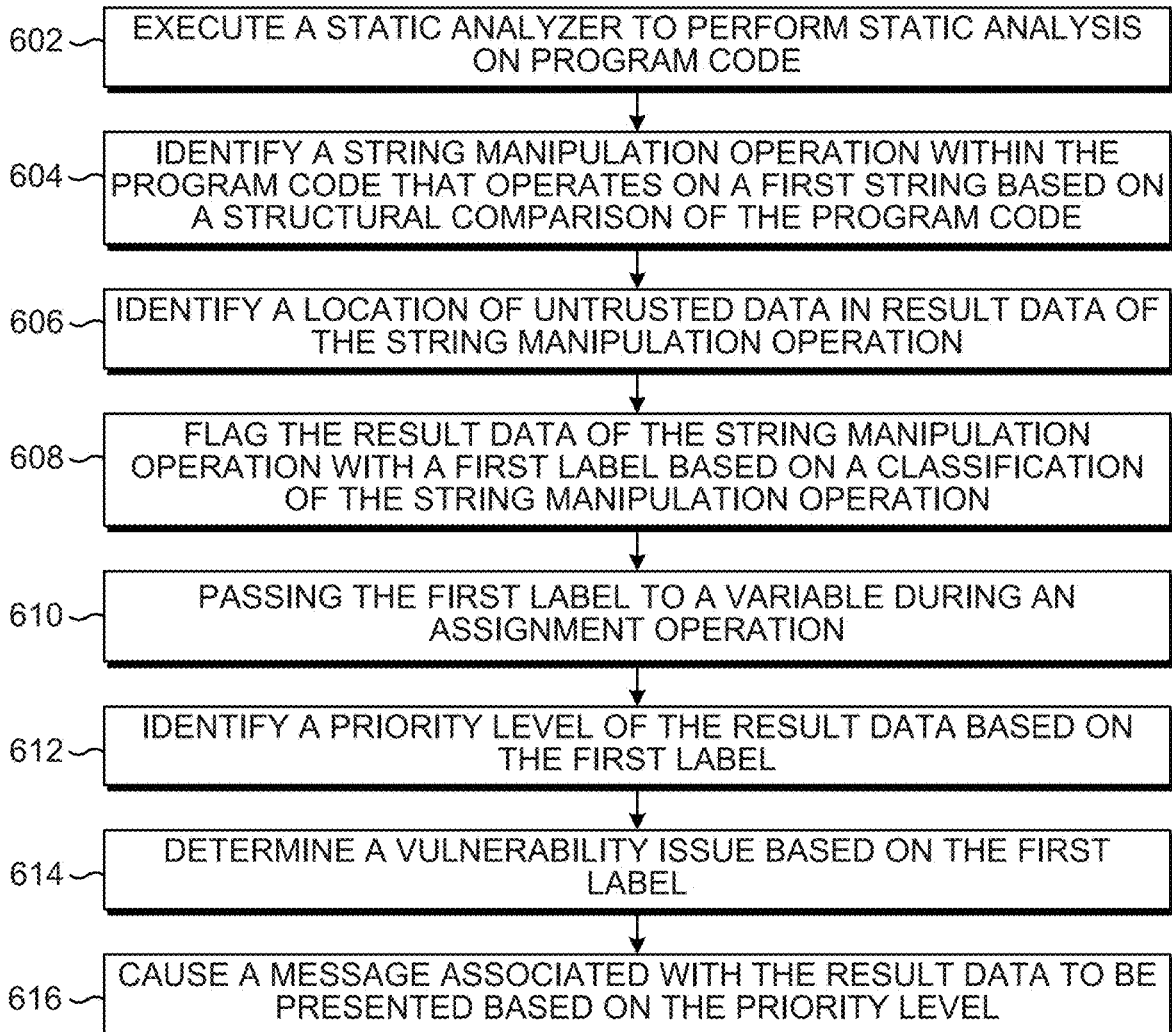 602
EXECUTE A STATIC ANALYZER TO PERFORM STATIC ANALYSIS
ON PROGRAM CODE
604
IDENTIFY A STRING MANIPULATION OPERATION WITHIN THE
PROGRAM CODE THAT OPERATES ON A FIRST STRING BASED ON
A STRUCTURAL COMPARISON OF THE PROGRAM CODE
606
IDENTIFY A LOCATION OF UNTRUSTED DATA IN RESULT DATA OF
THE STRING MANIPULATION OPERATION
608
FLAG THE RESULT DATA OF THE STRING MANIPULATION
OPERATION WITH A FIRST LABEL BASED ON A CLASSIFICATION
OF THE STRING MANIPULATION OPERATION
610
PASSING THE FIRST LABEL TO A VARIABLE DURING AN
ASSIGNMENT OPERATION
612
IDENTIFY A PRIORITY LEVEL OF THE RESULT DATA BASED ON
THE FIRST LABEL
614
DETERMINE A VULNERABILITY ISSUE BASED ON THE FIRST
LABEL
616
CAUSE A MESSAGE ASSOCIATED WITH THE RESULT DATA TO BE
PRESENTED BASED ON THE PRIORITY LEVEL